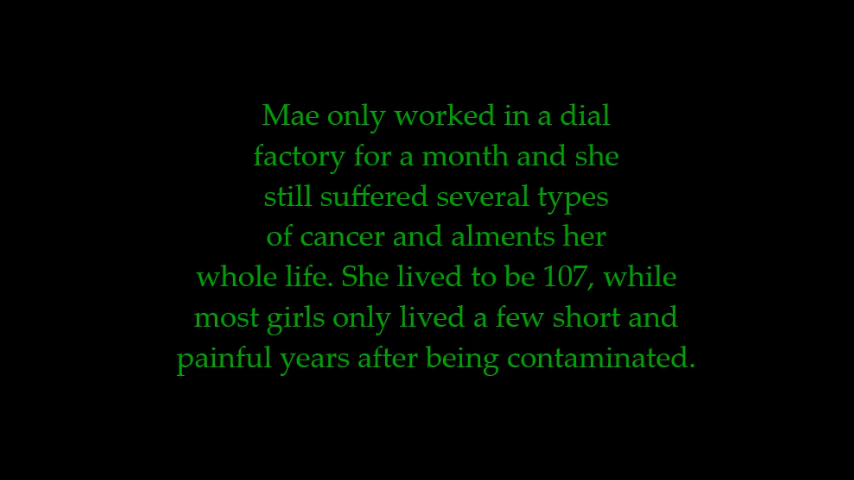 Mae only worked in a dial
factory for a month and she
still suffered several types
of cancer and alments her
whole life. She lived to be 107, while
most girls only lived a few short and
painful years after being contaminated.